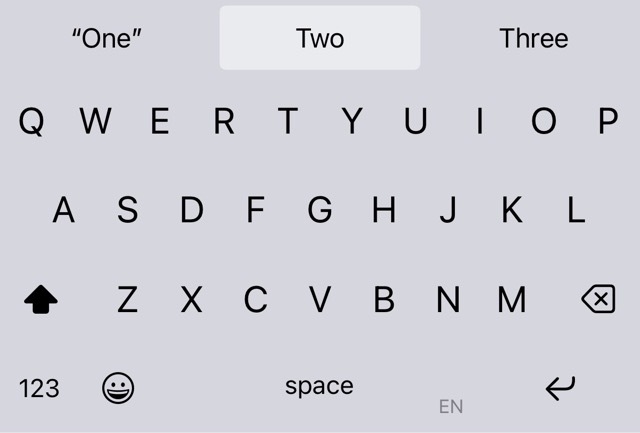 “One” Two Three
Q W E R T Y U I O P
A S D F G H J K L
Z X C V B N M
123 space EN